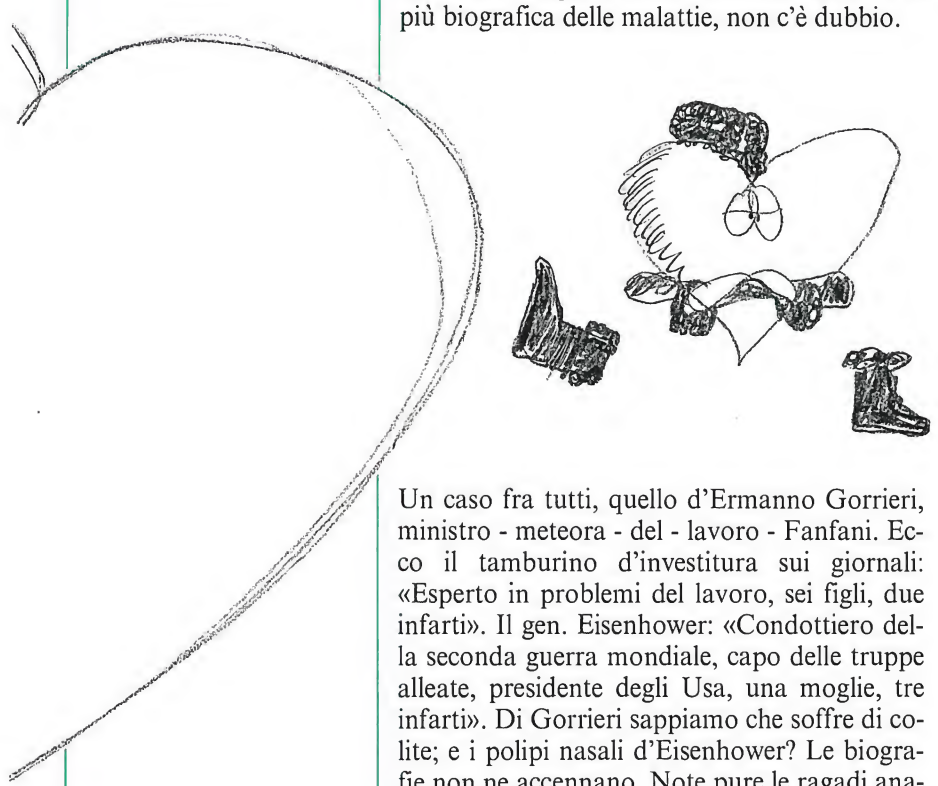 più biografica delle malattie, non c'è dubbio.
Un caso fra tutti, quello d'Ermanno Gorrieri,
ministro - meteora - del - lavoro - Fanfani. Ec-
co il tamburino d'investitura sui giornali:
«Esperto in problemi del lavoro, sei figli, due
infarti». Il gen. Eisenhower: «Condottiero del-
la seconda guerra mondiale, capo delle truppe
alleate, presidente degli Usa, una moglie, tre
infarti». Di Gorrieri sappiamo che soffre di co-
lite; e i polipi nasali d'Eisenhower? Le biogra-
fie non ne accennano. Note pure le ragadi ana-